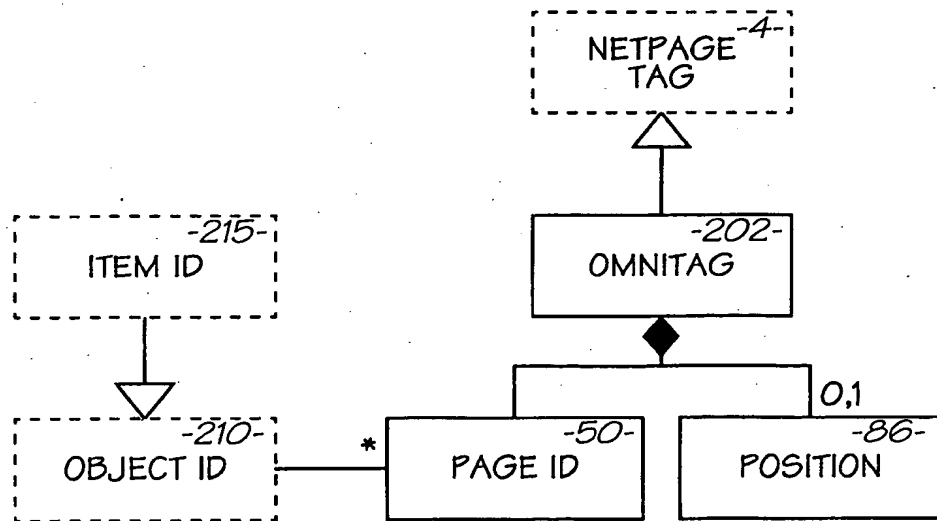 -4-
NETPAGE
TAG
-215-
ITEM ID
-202-
OMNITAG
0,1
-210-
OBJECT ID
*
-50-
PAGE ID
-86-
POSITION